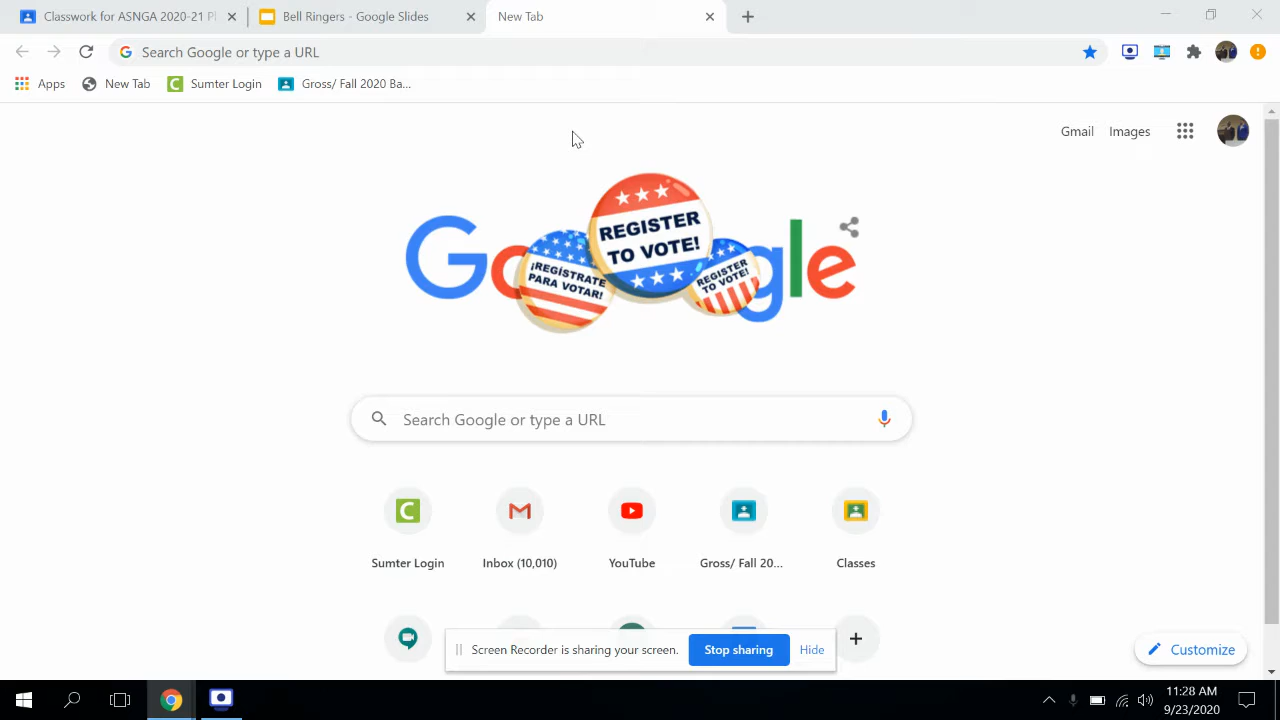 Classwork for ASNGA 2020-21 Pl
Bell Ringers - Google Slides
New Tab
Search Google or type a URL
Apps
New Tab
Sumter Login
Gross/ Fall 2020 Ba...
Gmail
Images
Google
¡REGÍSTRATE
PARA VOTAR!
REGISTER
TO VOTE!
REGISTER
TO VOTE!
Search Google or type a URL
Sumter Login
Inbox (10,010)
YouTube
Gross/ Fall 20...
Classes
Screen Recorder is sharing your screen.
Stop sharing
Hide
Customize
11:28 AM
9/23/2020